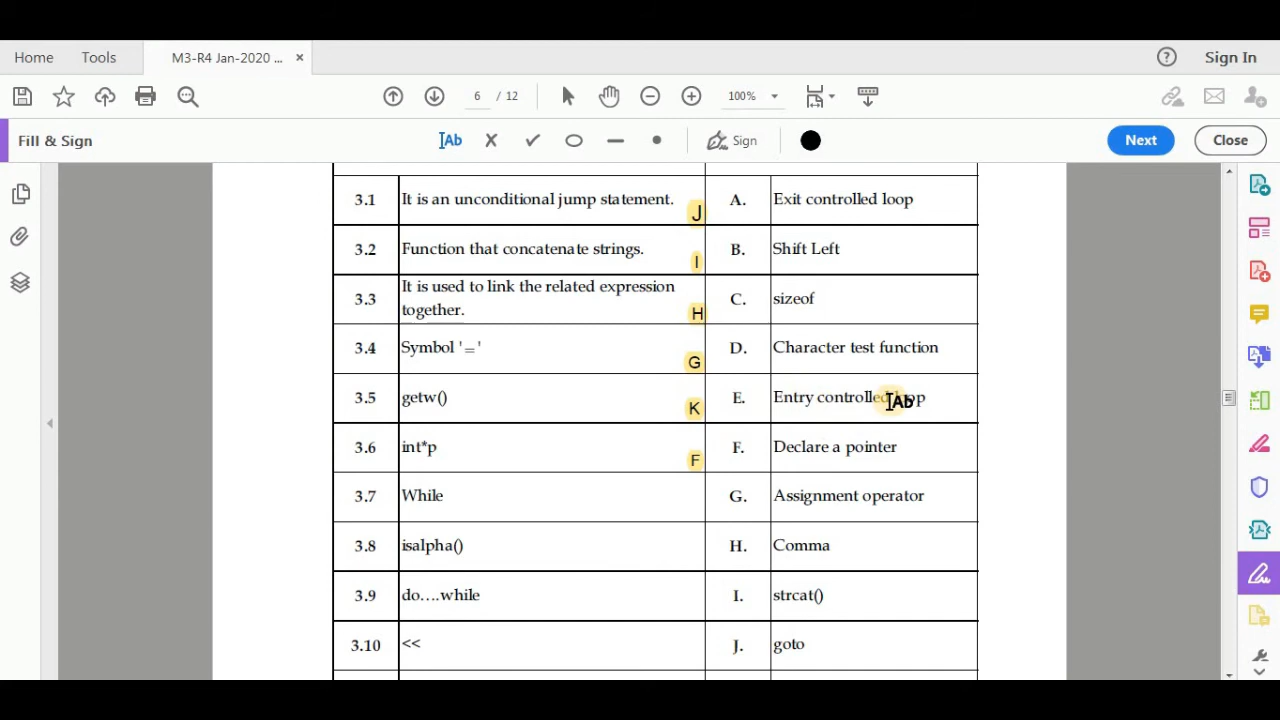 Home Tools M3-R4 Jan-2020 ... × ? Sign In
6 / 12 100%
Fill & Sign Ab Sign Next Close
3.1 It is an unconditional jump statement. J A. Exit controlled loop
3.2 Function that concatenate strings. I B. Shift Left
3.3 It is used to link the related expression together. H C. sizeof
3.4 Symbol '=' G D. Character test function
3.5 getw() K E. Entry controlled Ab op
3.6 int*p F F. Declare a pointer
3.7 While G. Assignment operator
3.8 isalpha() H. Comma
3.9 do....while I. strcat()
3.10 << J. goto